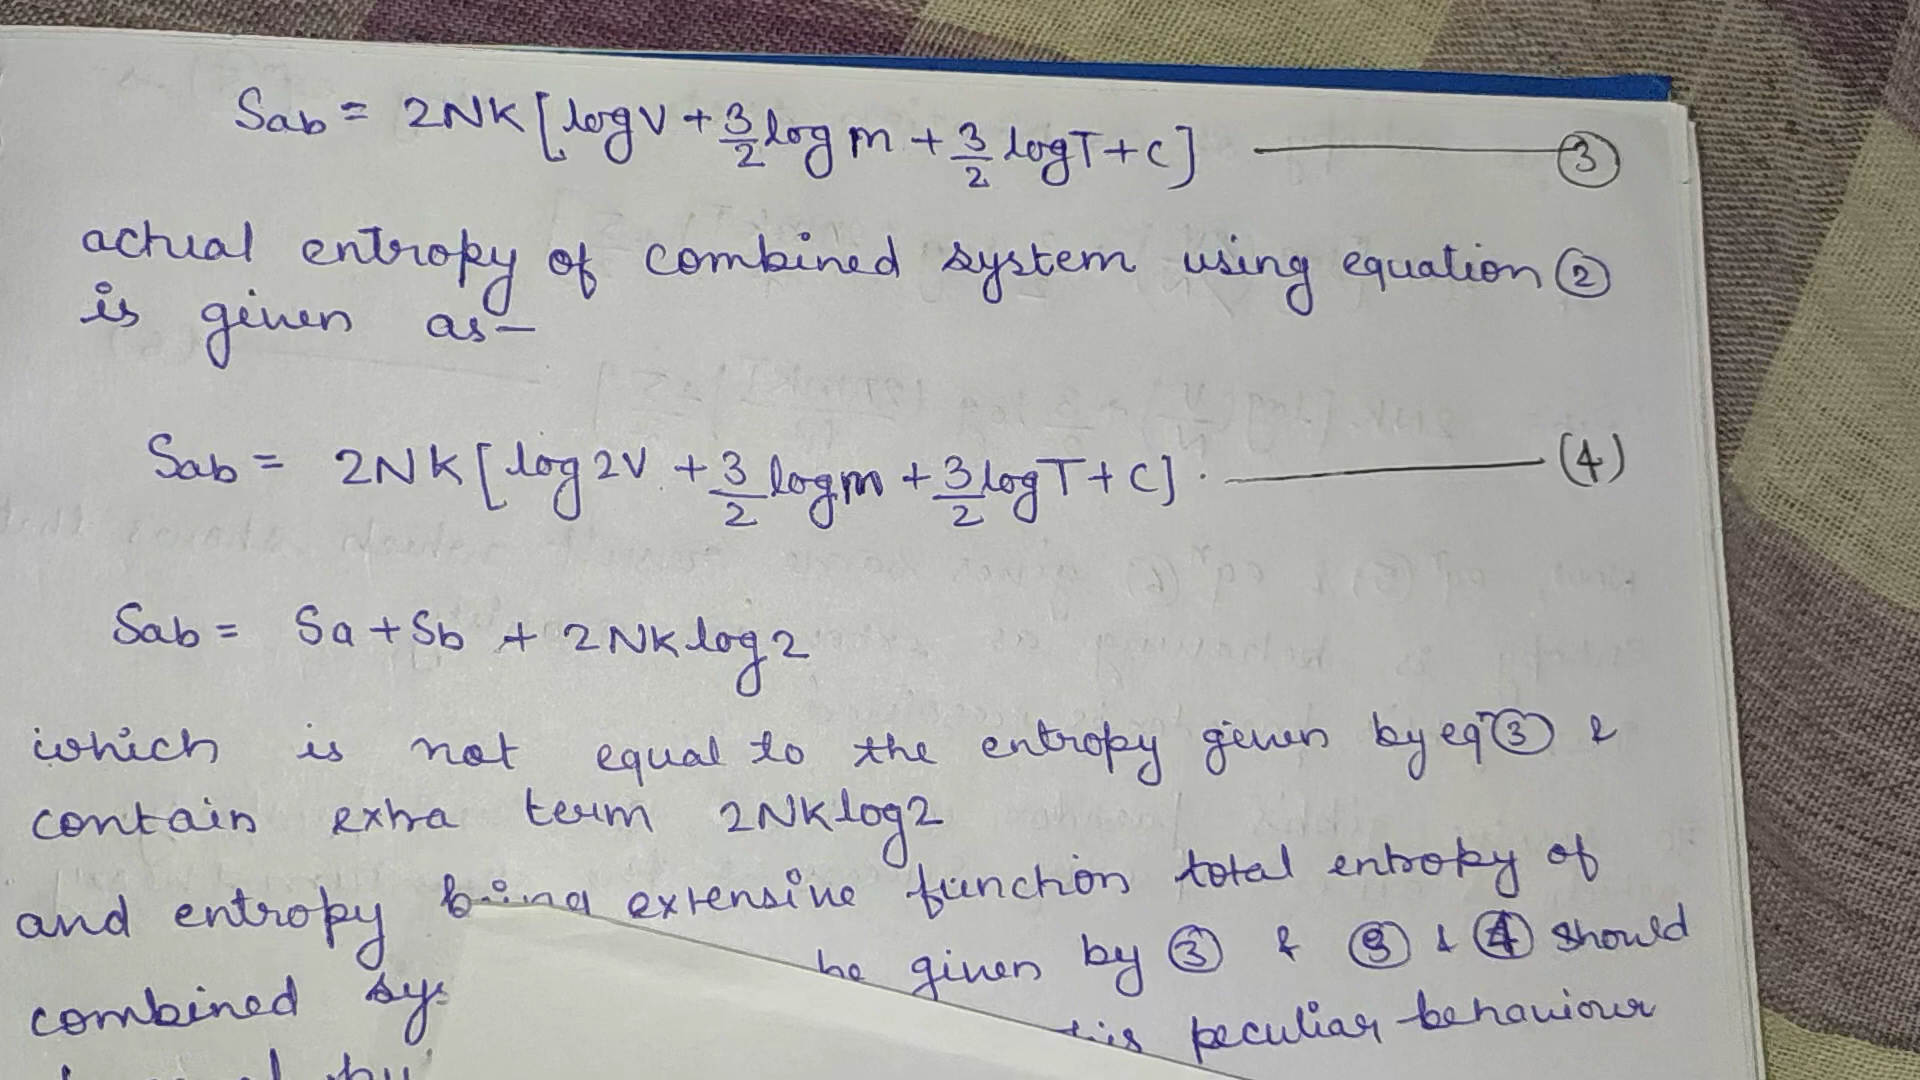 Sab = 2NK [log V + 3/2 log m + 3/2 log T + C] ——— ③
actual entropy of combined system using equation ②
is given as —
Sab = 2NK [log 2V + 3/2 log m + 3/2 log T + C]. ——— (4)
Sab = Sa + Sb + 2NK log 2
which is not equal to the entropy given by eqⁿ ③ &
contain extra term 2NK log 2
and entropy being extensive function total entropy of
combined be given by ③ & ③ & ④ should
peculiar behaviour